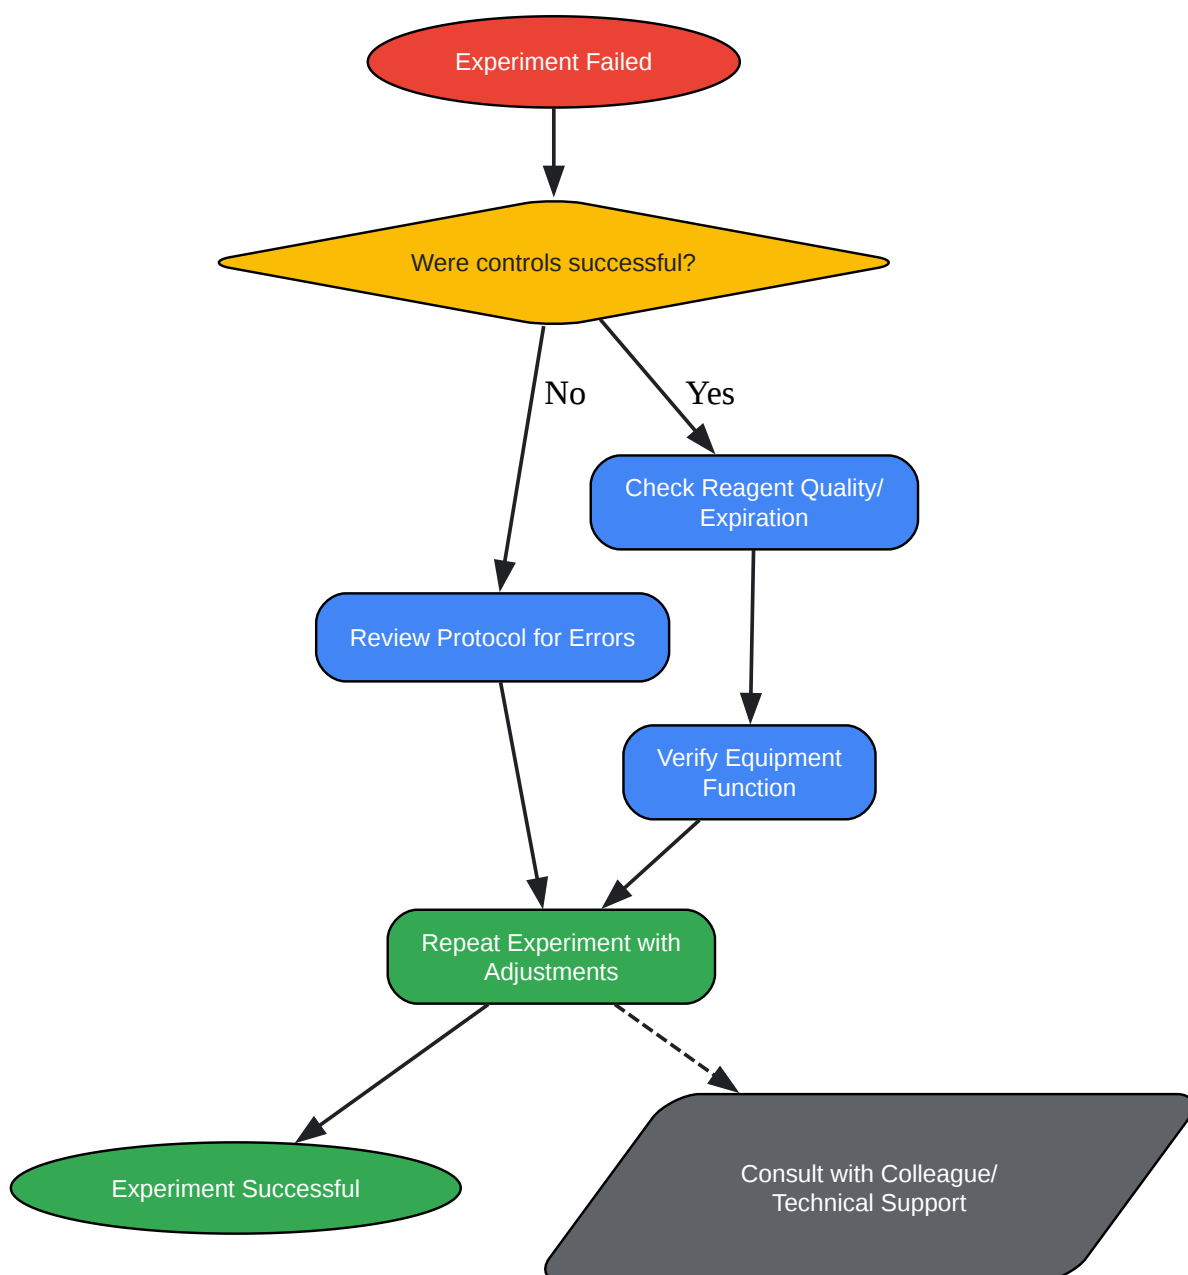 Experiment Failed
Were controls successful?
No
Yes
Check Reagent Quality/
Expiration
Review Protocol for Errors
Verify Equipment
Function
Repeat Experiment with
Adjustments
Experiment Successful
Consult with Colleague/
Technical Support